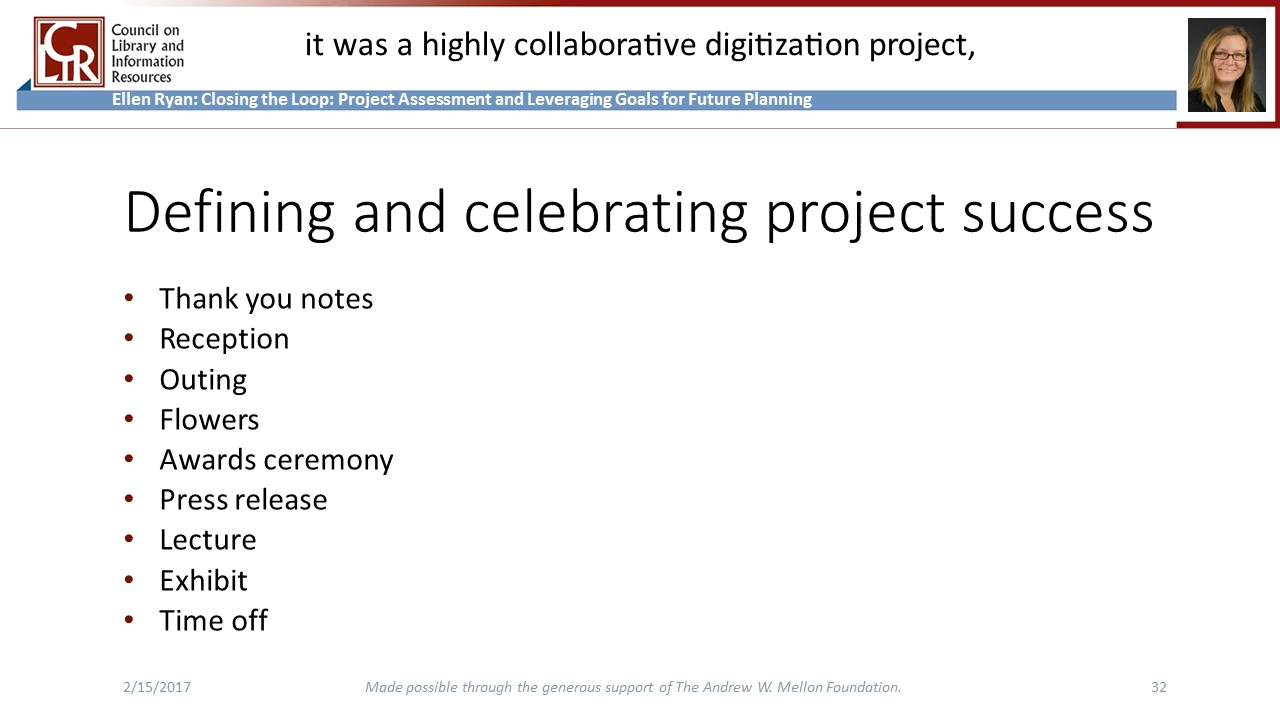 CLIR
Council on
Library and
Information
Resources
it was a highly collaborative digitization project,
Ellen Ryan: Closing the Loop: Project Assessment and Leveraging Goals for Future Planning
Defining and celebrating project success
• Thank you notes
• Reception
• Outing
• Flowers
• Awards ceremony
• Press release
• Lecture
• Exhibit
• Time off
2/15/2017
Made possible through the generous support of The Andrew W. Mellon Foundation.
32